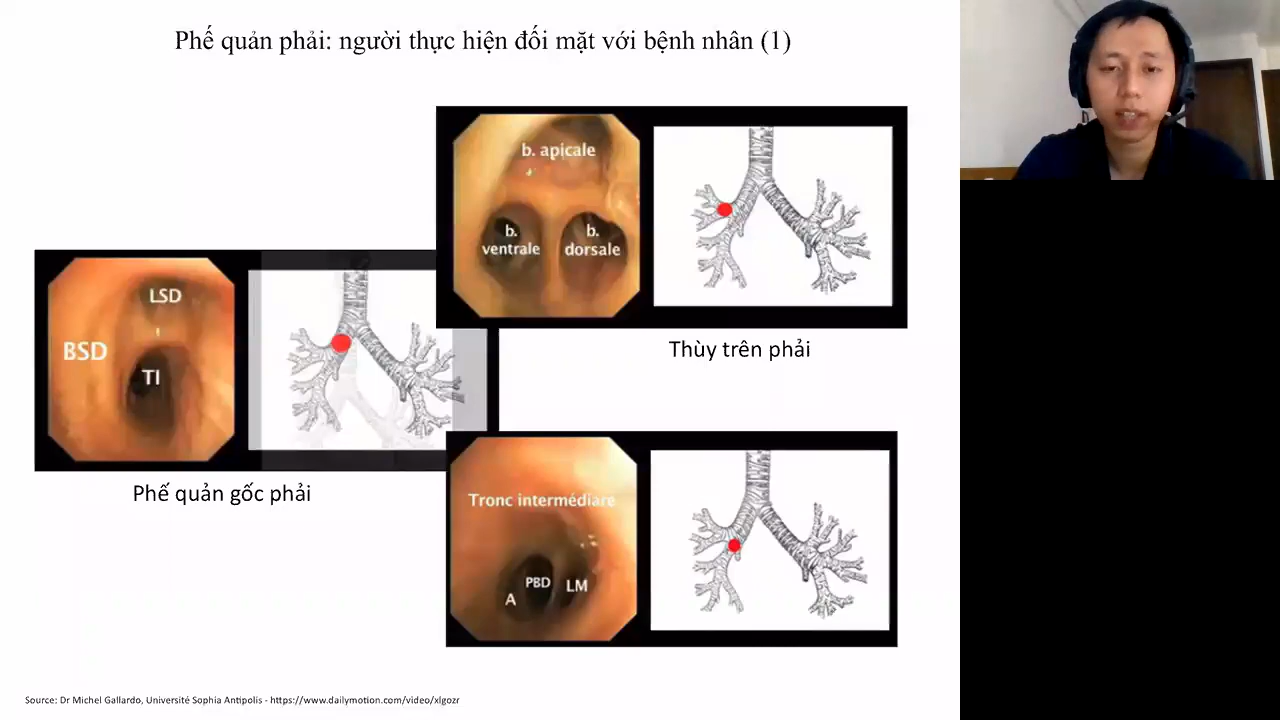 Phế quản phải: người thực hiện đối mặt với bệnh nhân (1)
b. apicale
b. ventrale
b. dorsale
Thùy trên phải
LSD
BSD
TI
Phế quản gốc phải
Tronc intermédiare
PBD
LM
A
Source: Dr Michel Gallardo, Université Sophia Antipolis - https://www.dailymotion.com/video/xlgozr